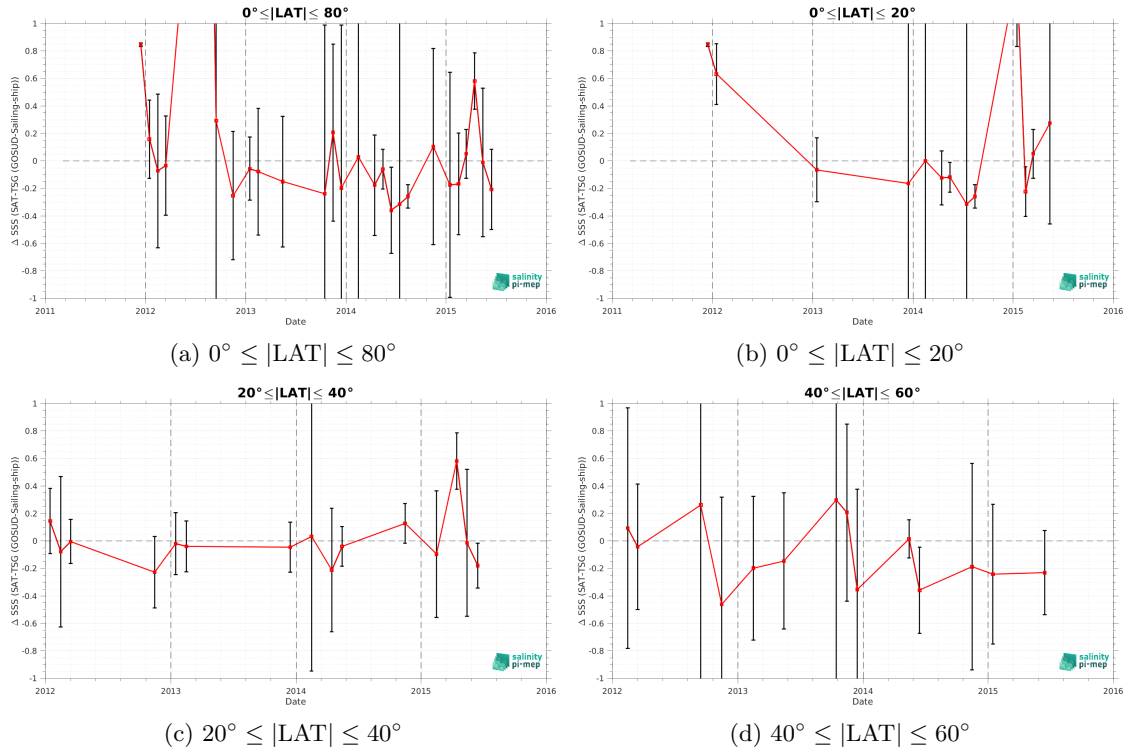 0°≤|LAT|≤ 80°
Δ SSS (SAT-TSG (GOSUD-Sailing-ship))
1
0.8
0.6
0.4
0.2
0
-0.2
-0.4
-0.6
-0.8
-1
salinity
pi-mep
2011 2012 2013 2014 2015 2016
Date
(a) 0° ≤ |LAT| ≤ 80°
0°≤|LAT|≤ 20°
Δ SSS (SAT-TSG (GOSUD-Sailing-ship))
1
0.8
0.6
0.4
0.2
0
-0.2
-0.4
-0.6
-0.8
-1
salinity
pi-mep
2011 2012 2013 2014 2015 2016
Date
(b) 0° ≤ |LAT| ≤ 20°
20°≤|LAT|≤ 40°
Δ SSS (SAT-TSG (GOSUD-Sailing-ship))
1
0.8
0.6
0.4
0.2
0
-0.2
-0.4
-0.6
-0.8
-1
salinity
pi-mep
2012 2013 2014 2015 2016
Date
(c) 20° ≤ |LAT| ≤ 40°
40°≤|LAT|≤ 60°
Δ SSS (SAT-TSG (GOSUD-Sailing-ship))
1
0.8
0.6
0.4
0.2
0
-0.2
-0.4
-0.6
-0.8
-1
salinity
pi-mep
2012 2013 2014 2015 2016
Date
(d) 40° ≤ |LAT| ≤ 60°